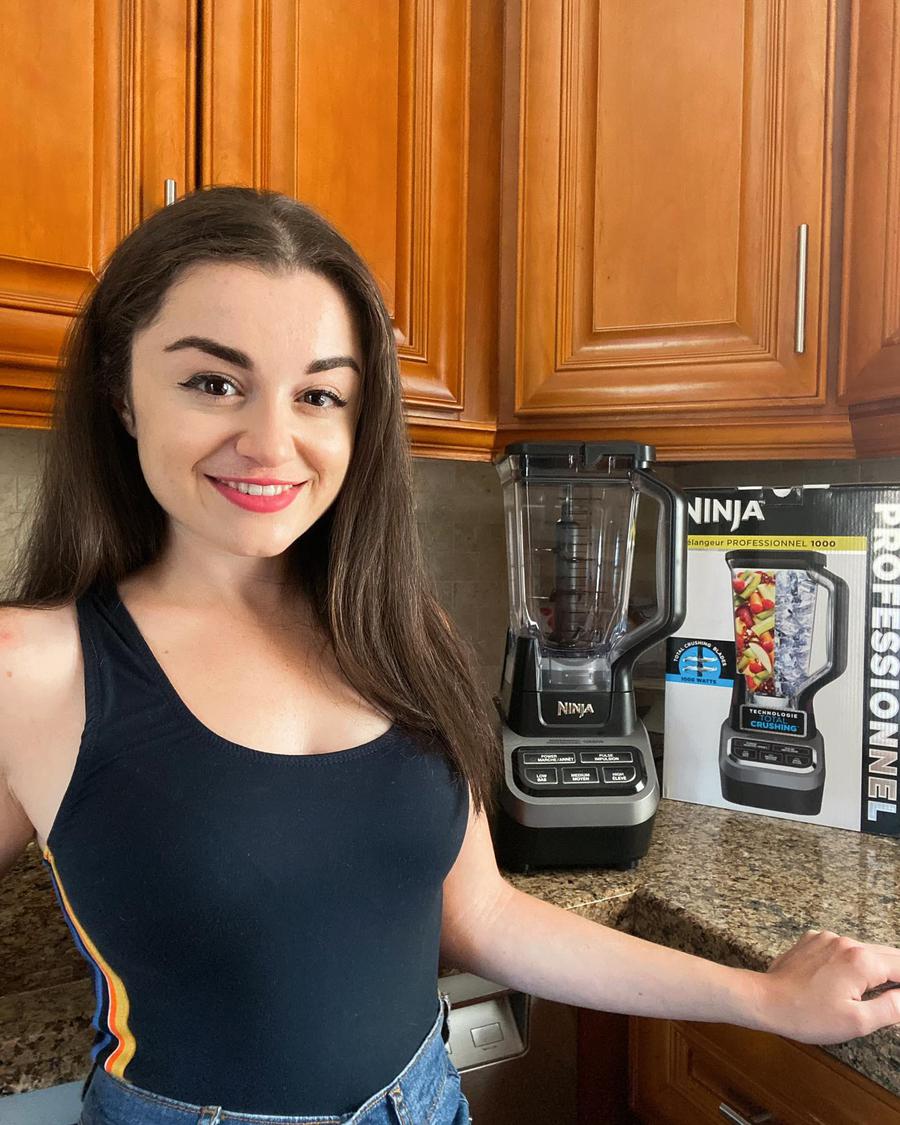 NINJA
POWER
MARCHE/ARRÊT
PULSE
IMPULSION
LOW
BAS
MEDIUM
MOYEN
HIGH
ÉLEVÉ
NINJA
élangeur PROFESSIONNEL 1000
TOTAL CRUSHING BLADES
1000 WATTS
TECHNOLOGIE
TOTAL
CRUSHING
PROFESSIONNEL